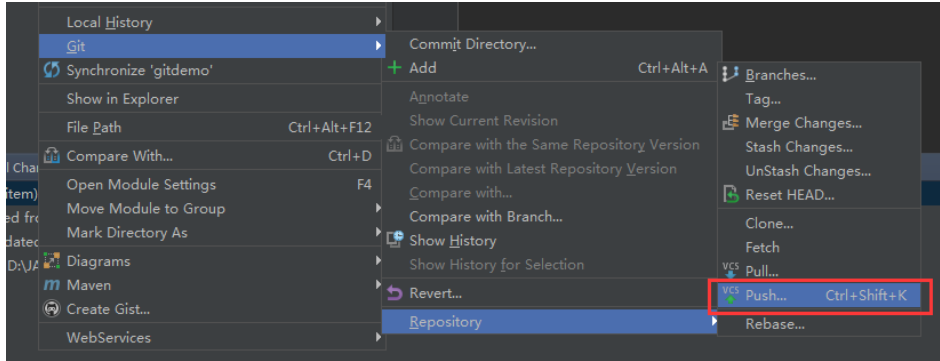 Local History
Git
Synchronize 'gitdemo'
Show in Explorer
File Path Ctrl+Alt+F12
Compare With... Ctrl+D
Open Module Settings F4
Move Module to Group
Mark Directory As
Diagrams
Maven
Create Gist...
WebServices
Commit Directory...
Add Ctrl+Alt+A
Annotate
Show Current Revision
Compare with the Same Repository Version
Compare with Latest Repository Version
Compare with...
Compare with Branch...
Show History
Show History for Selection
Revert...
Repository
Branches...
Tag...
Merge Changes...
Stash Changes...
UnStash Changes...
Reset HEAD...
Clone...
Fetch
VCS Pull...
VCS Push... Ctrl+Shift+K
Rebase...
l Chan
item)
ed fro
dated
D:\JA